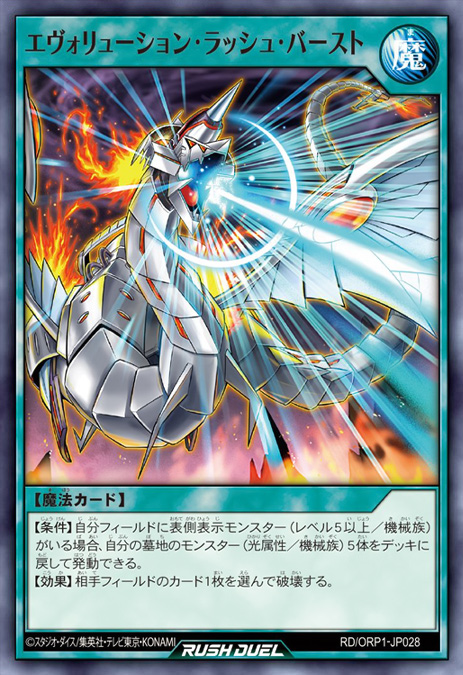 エヴォリューション・ラッシュ・バースト
魔
【魔法カード】
【条件】自分フィールドに表側表示モンスター(レベル5以上/機械族)
がいる場合、自分の墓地のモンスター(光属性/機械族)5体をデッキに
戻して発動できる。
【効果】相手フィールドのカード1枚を選んで破壊する。
©スタジオ・ダイス/集英社・テレビ東京・KONAMI
RUSH DUEL
RD/ORP1-JP028